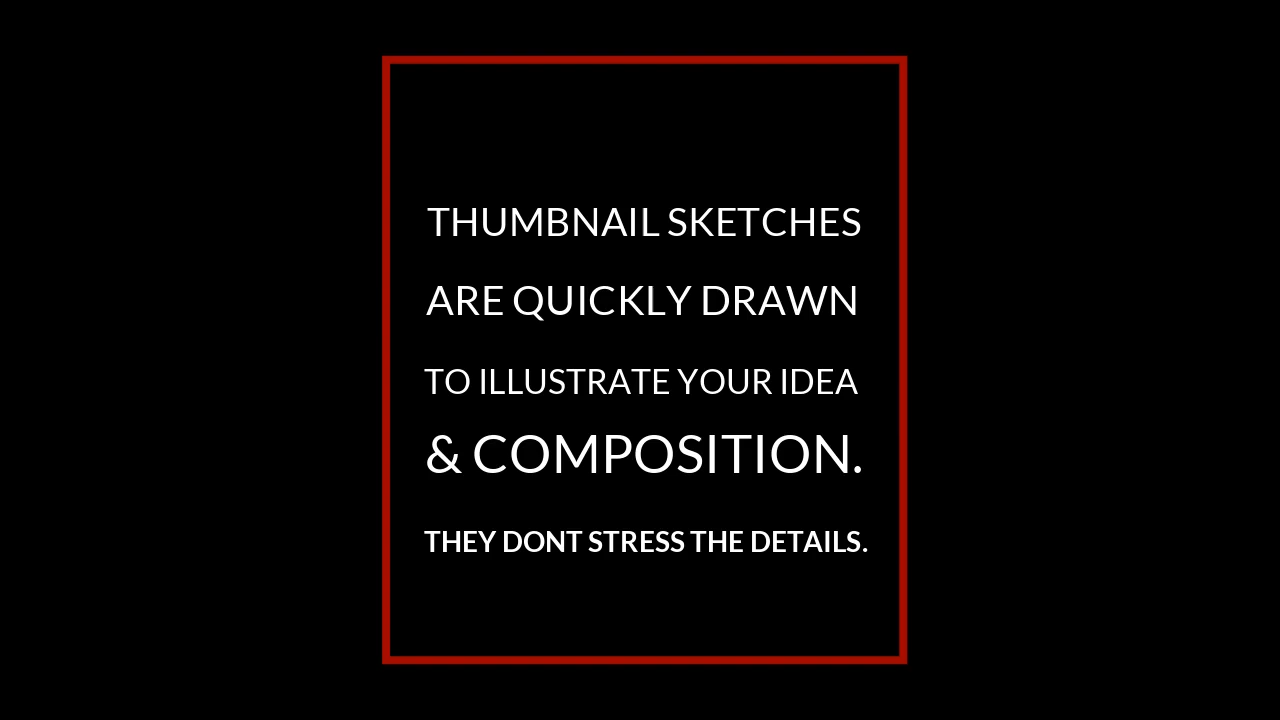 THUMBNAIL SKETCHES
ARE QUICKLY DRAWN
TO ILLUSTRATE YOUR IDEA
& COMPOSITION.
THEY DONT STRESS THE DETAILS.